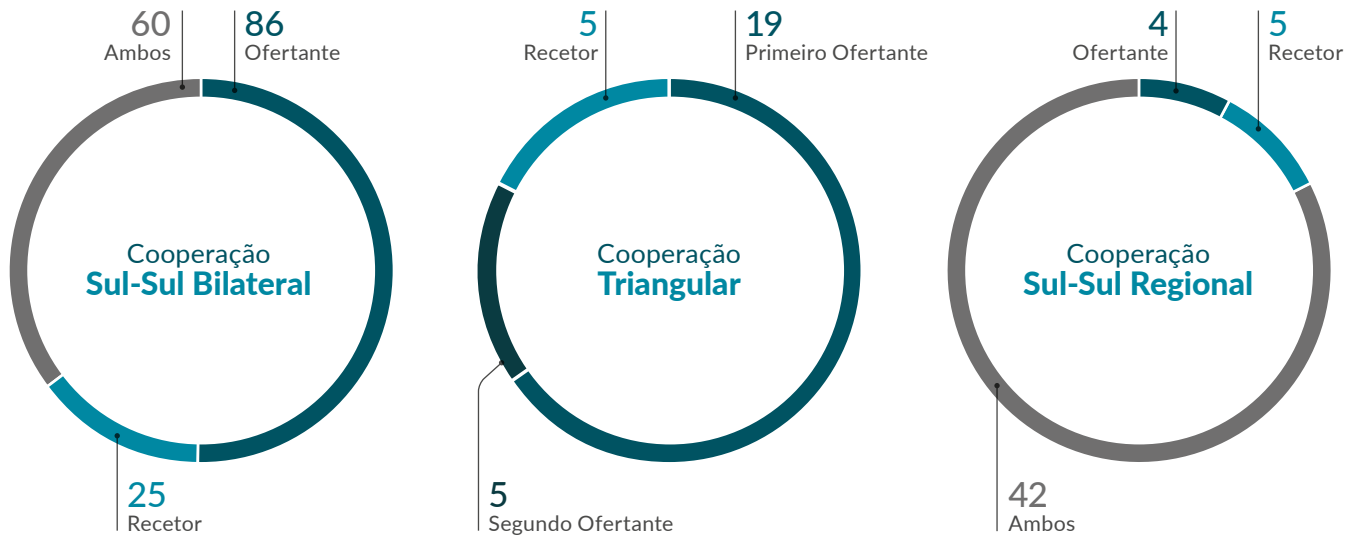 60
Ambos
86
Ofertante
Cooperação
Sul-Sul Bilateral
25
Recetor
5
Recetor
19
Primeiro Ofertante
Cooperação
Triangular
5
Segundo Ofertante
4
Ofertante
5
Recetor
Cooperação
Sul-Sul Regional
42
Ambos